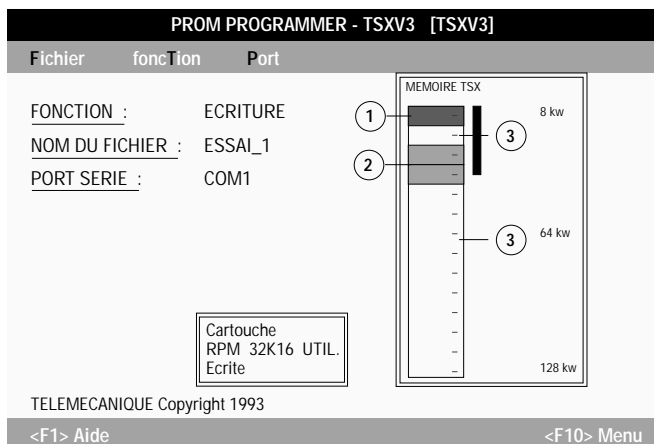 PROM PROGRAMMER - TSXV3 [TSXV3]
Fichier foncTion Port
MEMOIRE TSX
FONCTION : ECRITURE
1
8 kw
3
NOM DU FICHIER : ESSAI_1
2
PORT SERIE : COM1
3
64 kw
Cartouche
RPM 32K16 UTIL.
Ecrite
128 kw
TELEMECANIQUE Copyright 1993
<F1> Aide <F10> Menu